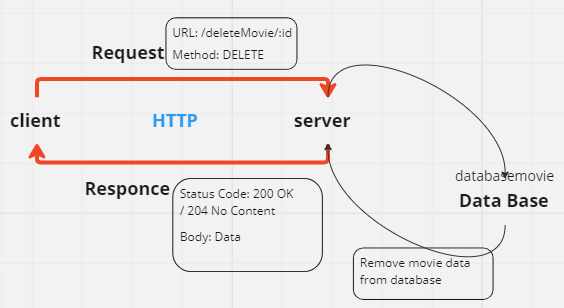 URL: /deleteMovie/:id
Request
Method: DELETE
client
HTTP
server
databasemovie
Data Base
Responce
Status Code: 200 OK
/ 204 No Content
Body: Data
Remove movie data
from database